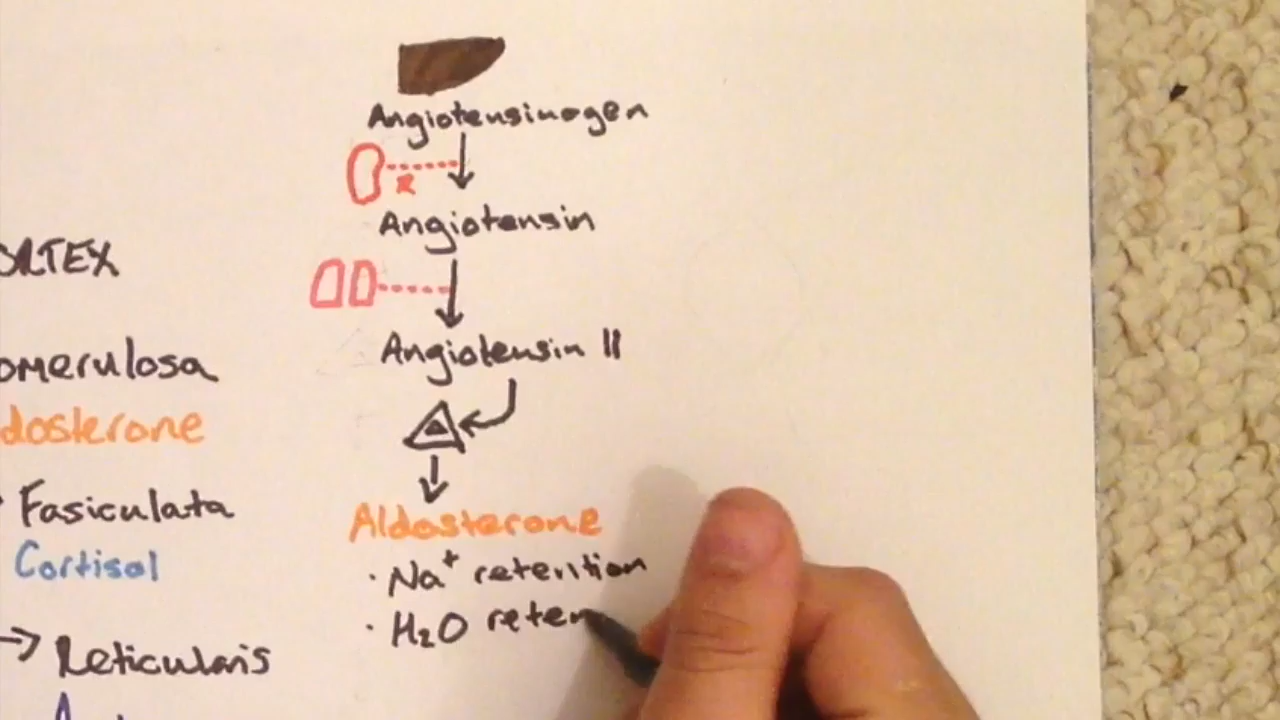 ORTEX
omerulosa
dosterone
Fasiculata
Cortisol
Reticularis
Angiotensinogen
R
Angiotensin
Angiotensin II
Aldosterone
· Na⁺ retention
· H₂O reten